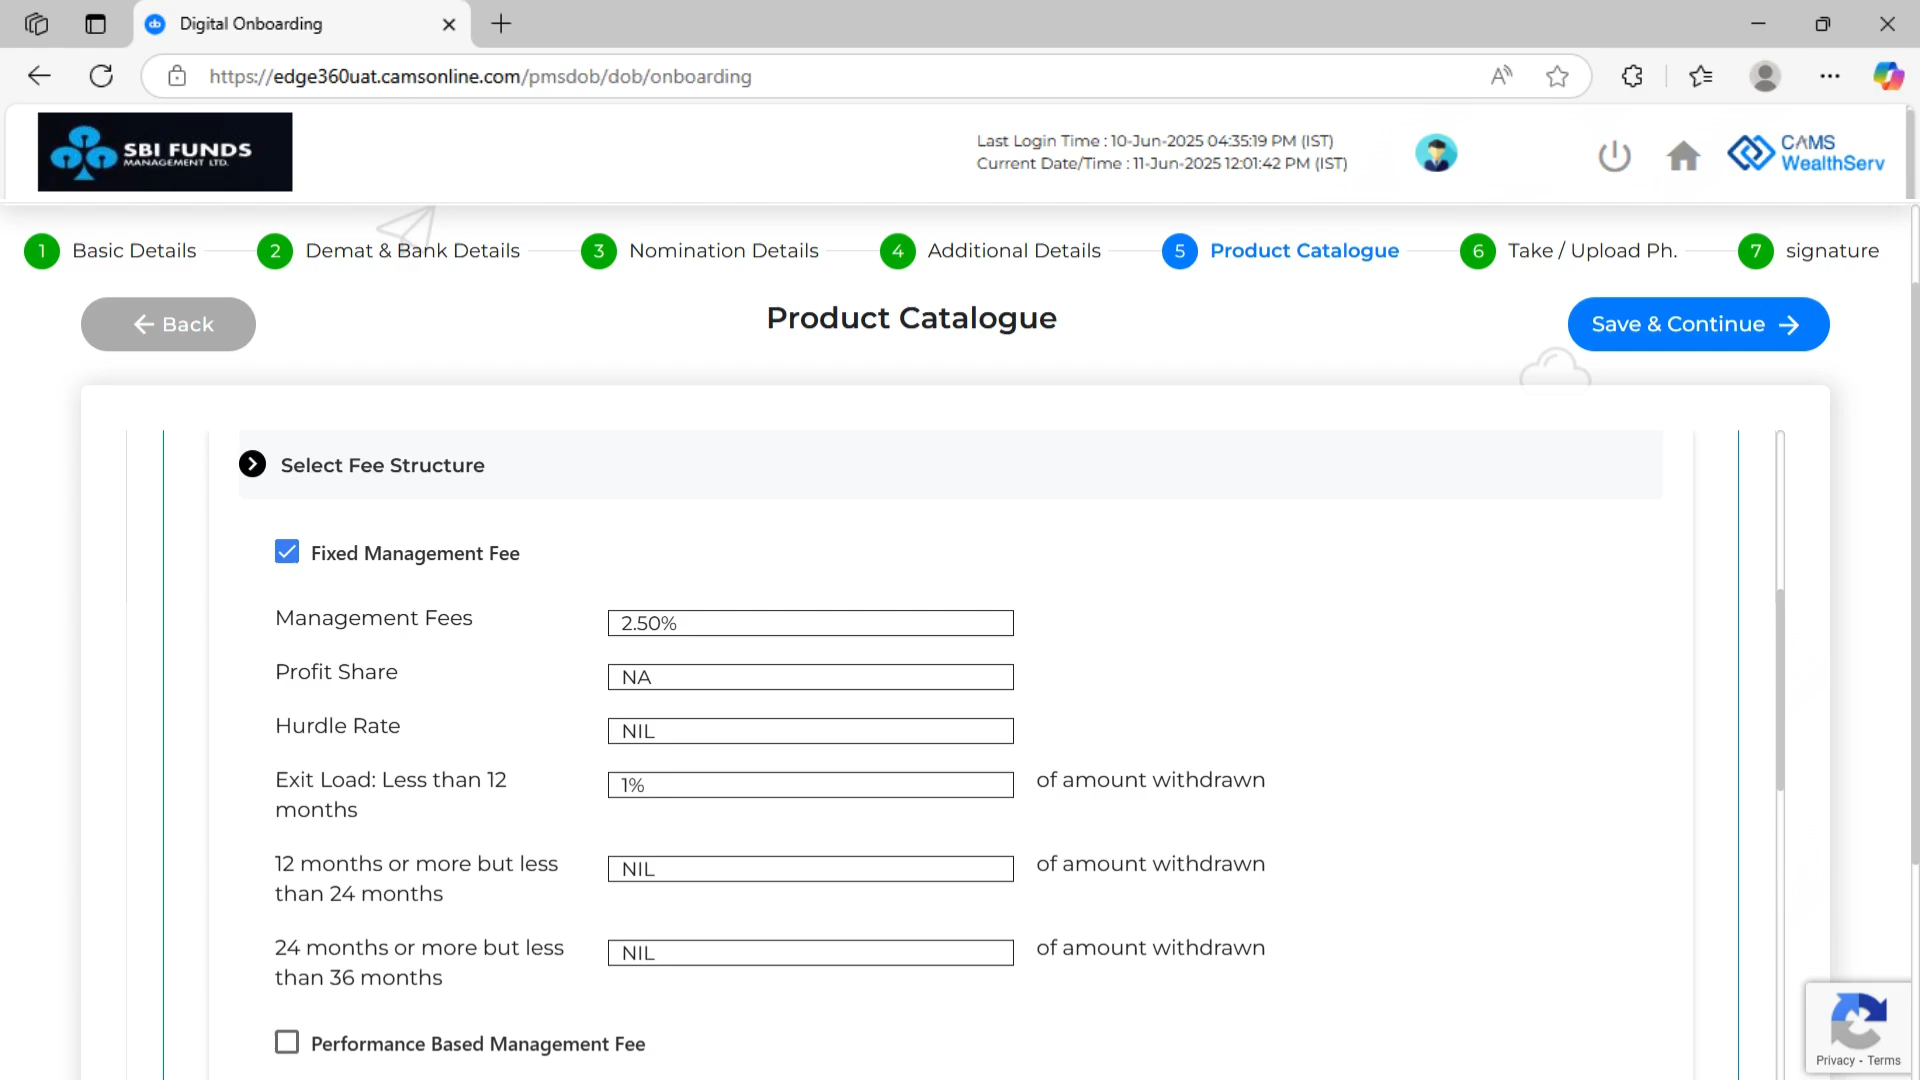 Digital Onboarding
https://edge360uat.camsonline.com/pmsdob/dob/onboarding
SBI FUNDS
MANAGEMENT LTD.
Last Login Time : 10-Jun-2025 04:35:19 PM (IST)
Current Date/Time : 11-Jun-2025 12:01:42 PM (IST)
CAMS
WealthServ
1 Basic Details
2 Demat & Bank Details
3 Nomination Details
4 Additional Details
5 Product Catalogue
6 Take / Upload Ph.
7 signature
Back
Product Catalogue
Save & Continue
Select Fee Structure
Fixed Management Fee
Management Fees 2.50%
Profit Share NA
Hurdle Rate NIL
Exit Load: Less than 12
months
1% of amount withdrawn
12 months or more but less
than 24 months
NIL of amount withdrawn
24 months or more but less
than 36 months
NIL of amount withdrawn
Performance Based Management Fee
Privacy - Terms